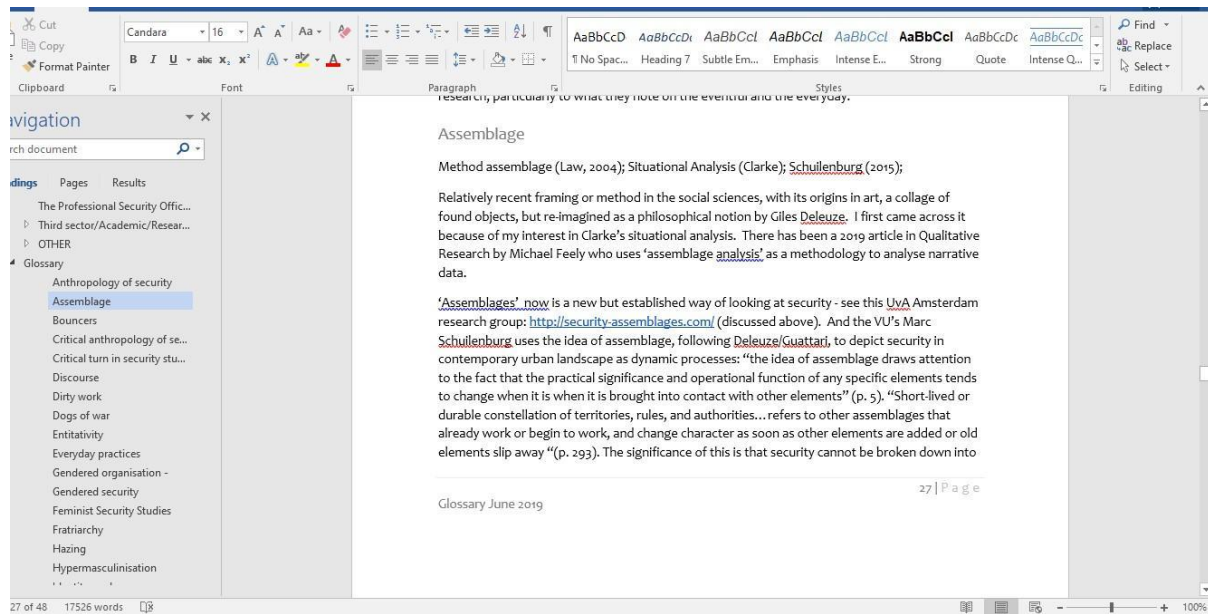 Cut
Copy
Format Painter
Clipboard
Candara 16 A A Aa
B I U abc X₂ X² A aby A
Font
Paragraph
¶
AaBbCcD AaBbCcDc AaBbCcI AaBbCcI AaBbCcI AaBbCcI AaBbCcDc AaBbCcDc
¶ No Spac... Heading 7 Subtle Em... Emphasis Intense E... Strong Quote Intense Q...
Styles
Find
Replace
Select
Editing
avigation
rch document
dings Pages Results
The Professional Security Offic...
Third sector/Academic/Resear...
OTHER
Glossary
Anthropology of security
Assemblage
Bouncers
Critical anthropology of se...
Critical turn in security stu...
Discourse
Dirty work
Dogs of war
Entitativity
Everyday practices
Gendered organisation -
Gendered security
Feminist Security Studies
Fratriarchy
Hazing
Hypermasculinisation
research, particularly to what they note on the eventful and the everyday.
Assemblage
Method assemblage (Law, 2004); Situational Analysis (Clarke); Schuilenburg (2015);
Relatively recent framing or method in the social sciences, with its origins in art, a collage of
found objects, but re-imagined as a philosophical notion by Giles Deleuze. I first came across it
because of my interest in Clarke's situational analysis. There has been a 2019 article in Qualitative
Research by Michael Feely who uses 'assemblage analysis' as a methodology to analyse narrative
data.
'Assemblages' now is a new but established way of looking at security - see this UvA Amsterdam
research group: http://security-assemblages.com/ (discussed above). And the VU's Marc
Schuilenburg uses the idea of assemblage, following Deleuze/Guattari, to depict security in
contemporary urban landscape as dynamic processes: "the idea of assemblage draws attention
to the fact that the practical significance and operational function of any specific elements tends
to change when it is when it is brought into contact with other elements" (p. 5). "Short-lived or
durable constellation of territories, rules, and authorities...refers to other assemblages that
already work or begin to work, and change character as soon as other elements are added or old
elements slip away "(p. 293). The significance of this is that security cannot be broken down into
27 | Page
Glossary June 2019
27 of 48 17526 words
100%